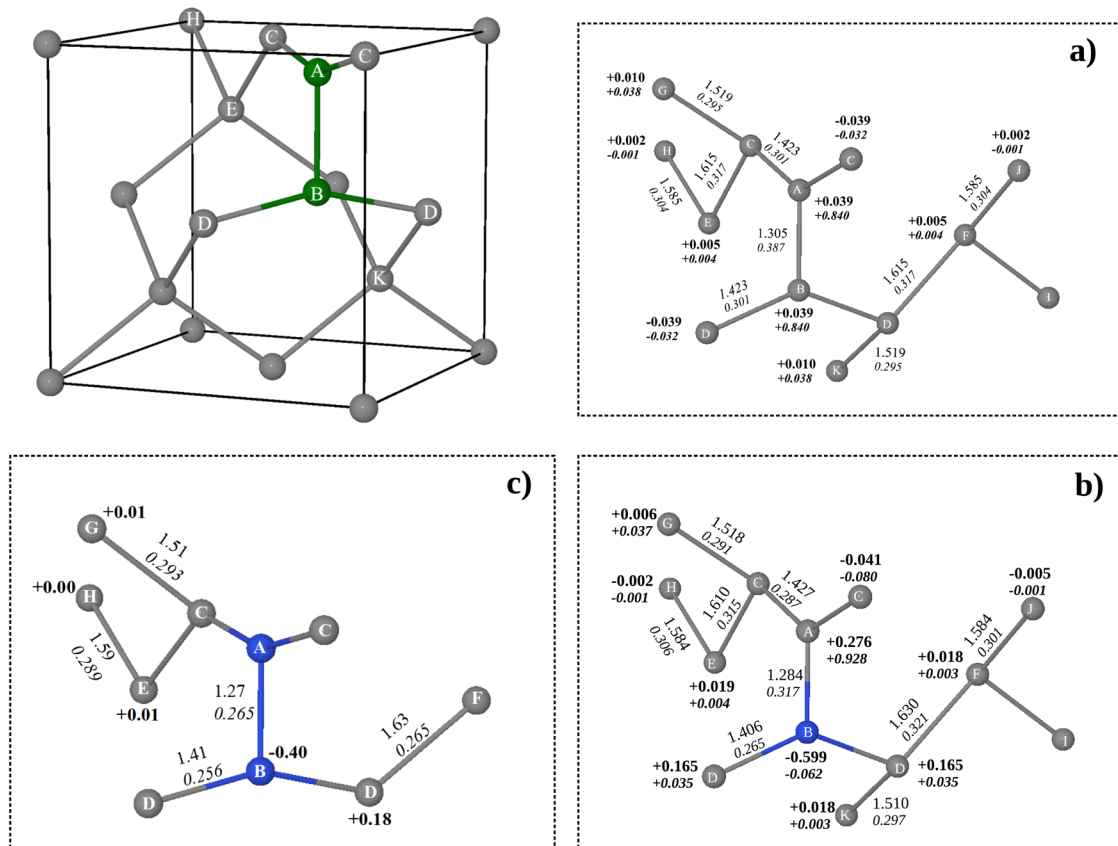 H
C
C
A
E
B
D
D
K
a)
+0.010
+0.038
G
1.519
0.295
-0.039
-0.032
+0.002
-0.001
H
C
1.423
0.301
C
+0.002
-0.001
J
1.615
0.317
1.585
0.304
A
+0.039
+0.840
1.585
0.304
E
+0.005
+0.004
+0.005
+0.004
F
1.305
0.387
1.615
0.317
1.423
0.301
B
I
-0.039
-0.032
D
+0.039
+0.840
D
1.519
0.295
+0.010
+0.038
K
c)
+0.01
G
1.51
0.293
+0.00
H
C
C
1.59
0.289
A
E
+0.01
1.27
0.265
F
1.63
0.265
1.41
0.256
-0.40
B
D
D
+0.18
b)
+0.006
+0.037
G
1.518
0.291
-0.041
-0.080
-0.002
-0.001
H
C
1.427
0.287
C
-0.005
-0.001
J
1.610
0.315
1.584
0.306
A
+0.276
+0.928
1.584
0.301
E
+0.019
+0.004
+0.018
+0.003
F
1.284
0.317
1.630
0.321
1.406
0.265
B
I
+0.165
+0.035
D
-0.599
-0.062
D
+0.165
+0.035
+0.018
+0.003
K
1.510
0.297